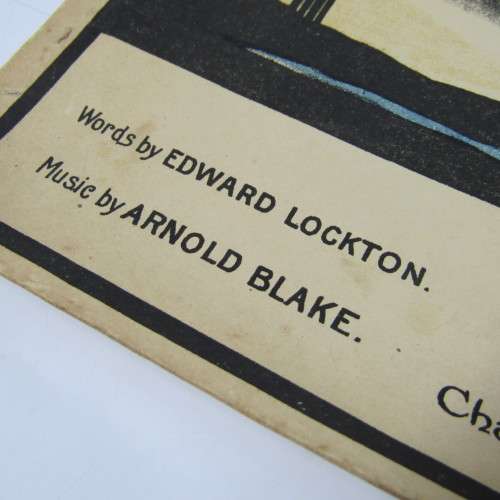 Words by EDWARD LOCKTON.
Music by ARNOLD BLAKE.